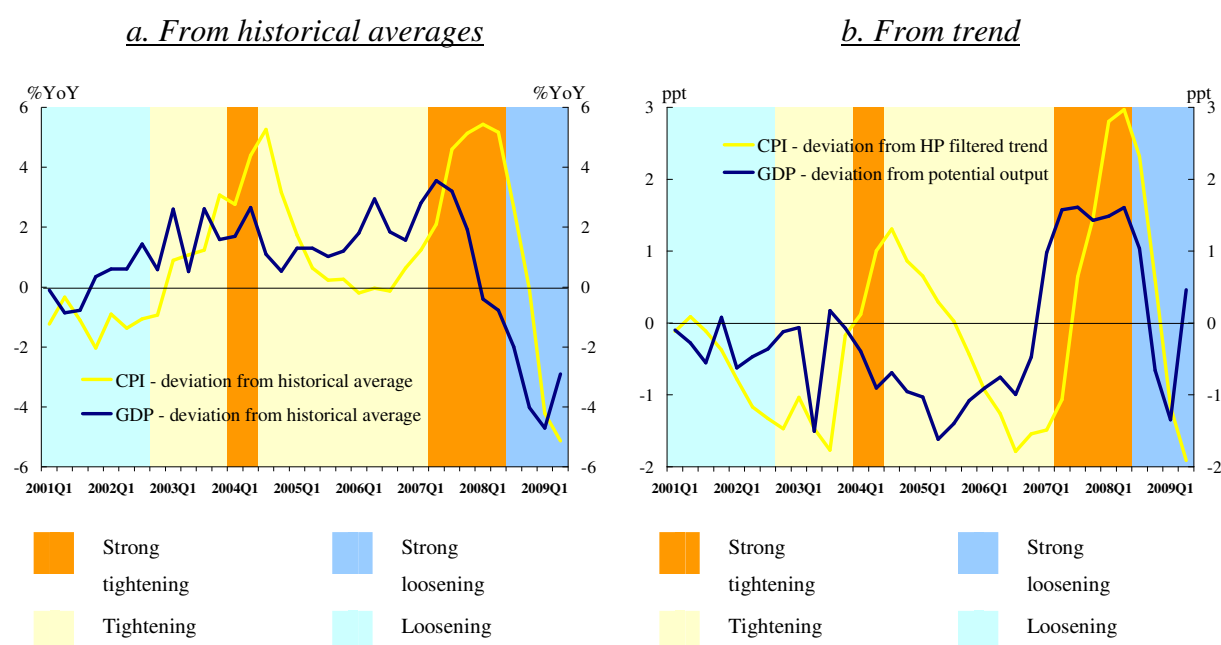 a. From historical averages
%YoY
%YoY
6
4
2
0
-2
-4
-6
6
4
2
0
-2
-4
-6
CPI - deviation from historical average
GDP - deviation from historical average
2001Q1 2002Q1 2003Q1 2004Q1 2005Q1 2006Q1 2007Q1 2008Q1 2009Q1
Strong
tightening
Strong
loosening
Tightening
Loosening
b. From trend
ppt
ppt
3
2
1
0
-1
-2
3
2
1
0
-1
-2
CPI - deviation from HP filtered trend
GDP - deviation from potential output
2001Q1 2002Q1 2003Q1 2004Q1 2005Q1 2006Q1 2007Q1 2008Q1 2009Q1
Strong
tightening
Strong
loosening
Tightening
Loosening